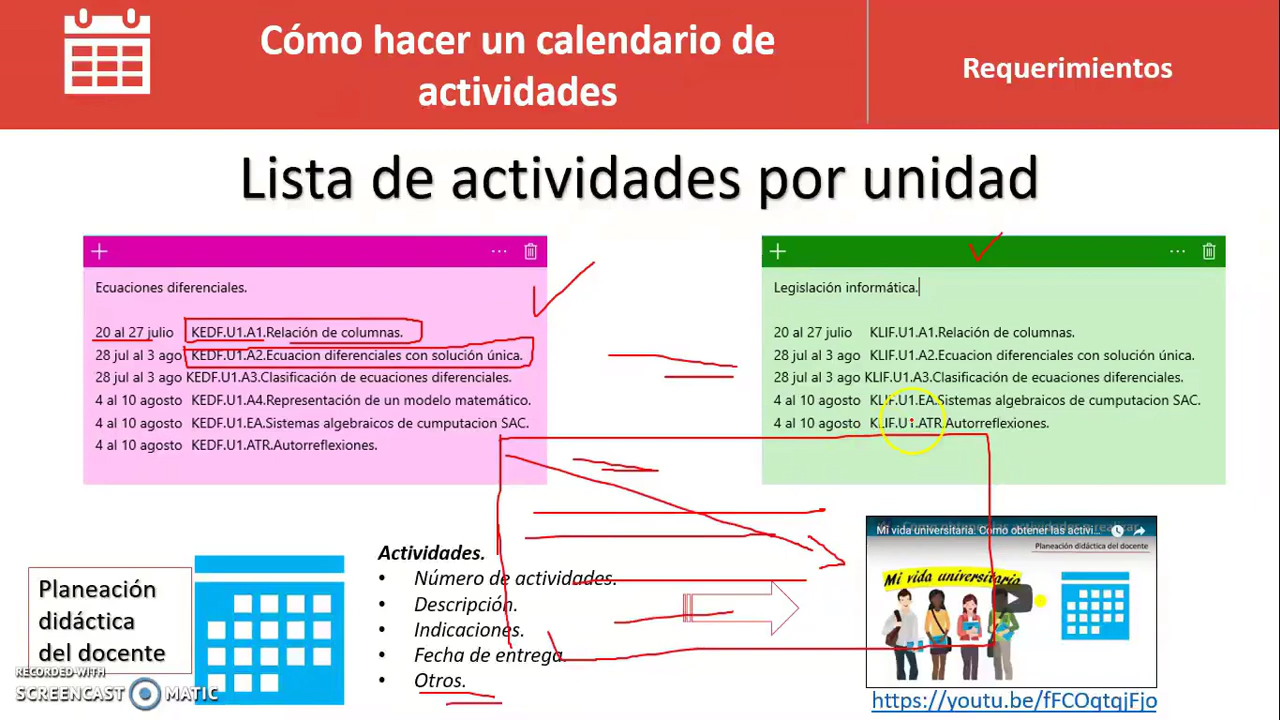 Cómo hacer un calendario de
actividades
Requerimientos
Lista de actividades por unidad
Ecuaciones diferenciales.
20 al 27 julio KEDF.U1.A1.Relación de columnas.
28 jul al 3 ago KEDF.U1.A2.Ecuacion diferenciales con solución única.
28 jul al 3 ago KEDF.U1.A3.Clasificación de ecuaciones diferenciales.
4 al 10 agosto KEDF.U1.A4.Representación de un modelo matemático.
4 al 10 agosto KEDF.U1.EA.Sistemas algebraicos de cumputacion SAC.
4 al 10 agosto KEDF.U1.ATR.Autorreflexiones.
Legislación informática.
20 al 27 julio KLIF.U1.A1.Relación de columnas.
28 jul al 3 ago KLIF.U1.A2.Ecuacion diferenciales con solución única.
28 jul al 3 ago KLIF.U1.A3.Clasificación de ecuaciones diferenciales.
4 al 10 agosto KLIF.U1.EA.Sistemas algebraicos de cumputacion SAC.
4 al 10 agosto KLIF.U1.ATR.Autorreflexiones.
Planeación
didáctica
del docente
Actividades.
• Número de actividades.
• Descripción.
• Indicaciones.
• Fecha de entrega.
• Otros.
Mi vida universitaria: Como obtener las activi...
Planeación didáctica del docente
Mi vida universitaria
https://youtu.be/fFCOqtqjFjo
RECORDED WITH
SCREENCAST MATIC